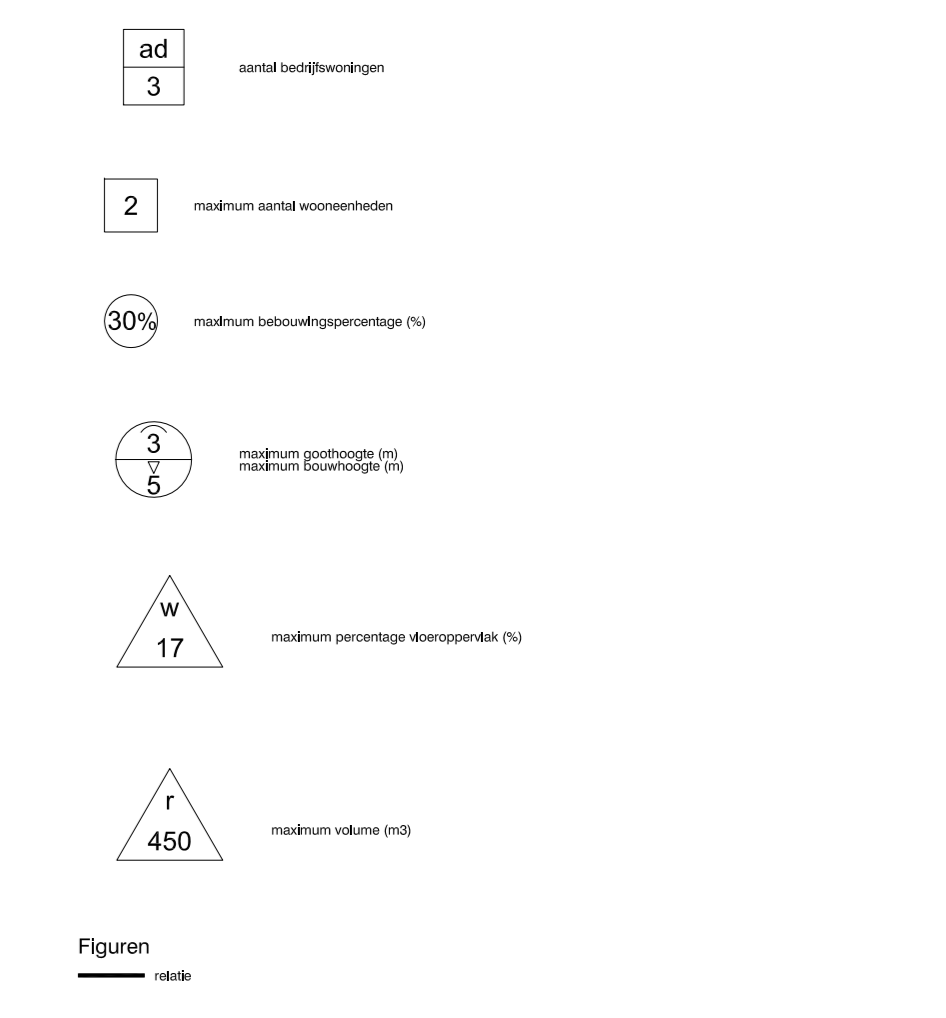 ad
3
aantal bedrijfswoningen
2
maximum aantal wooneenheden
30%
maximum bebouwingspercentage (%)
3
5
maximum goothoogte (m)
maximum bouwhoogte (m)
w
17
maximum percentage vloeroppervlak (%)
r
450
maximum volume (m3)
Figuren
relatie